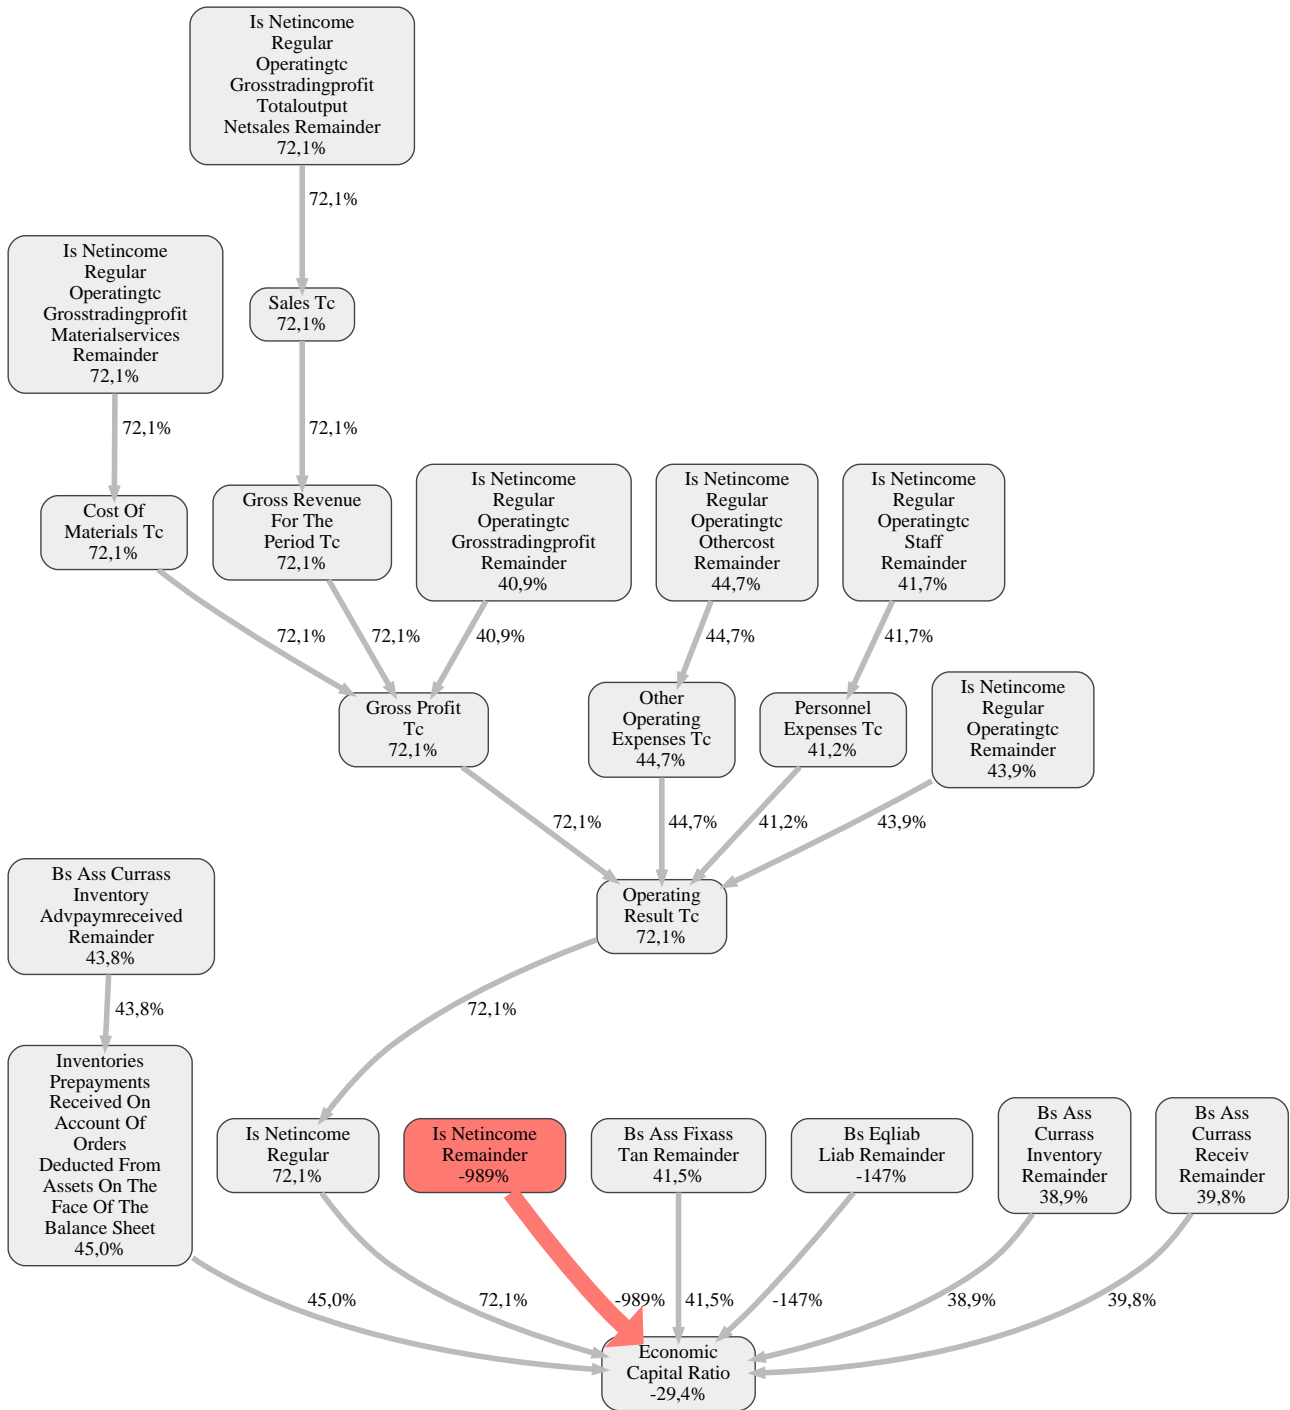 Is Netincome
Regular
Operatingtc
Grosstradingprofit
Totaloutput
Netsales Remainder
72,1%
72,1%
Is Netincome
Regular
Operatingtc
Grosstradingprofit
Materialservices
Remainder
72,1%
Sales Tc
72,1%
72,1%
72,1%
Cost Of
Materials Tc
72,1%
Gross Revenue
For The
Period Tc
72,1%
Is Netincome
Regular
Operatingtc
Grosstradingprofit
Remainder
40,9%
Is Netincome
Regular
Operatingtc
Othercost
Remainder
44,7%
Is Netincome
Regular
Operatingtc
Staff
Remainder
41,7%
72,1%
72,1%
40,9%
44,7%
41,7%
Gross Profit
Tc
72,1%
Other
Operating
Expenses Tc
44,7%
Personnel
Expenses Tc
41,2%
Is Netincome
Regular
Operatingtc
Remainder
43,9%
72,1%
44,7%
41,2%
43,9%
Bs Ass Currass
Inventory
Advpaymreceived
Remainder
43,8%
Operating
Result Tc
72,1%
43,8%
72,1%
Inventories
Prepayments
Received On
Account Of
Orders
Deducted From
Assets On The
Face Of The
Balance Sheet
45,0%
Is Netincome
Regular
72,1%
Is Netincome
Remainder
-989%
Bs Ass Fixass
Tan Remainder
41,5%
Bs Eqliab
Liab Remainder
-147%
Bs Ass
Currass
Inventory
Remainder
38,9%
Bs Ass
Currass
Receiv
Remainder
39,8%
45,0%
72,1%
-989%
41,5%
-147%
38,9%
39,8%
Economic
Capital Ratio
-29,4%